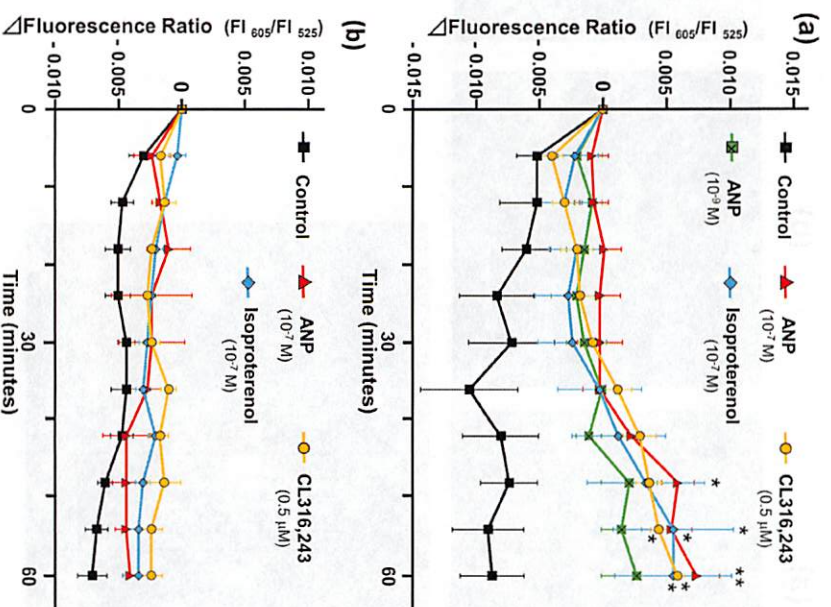 (a)
Control
ANP
(10⁻⁷ M)
CL316,243
(0.5 μM)
ANP
(10⁻⁹ M)
Isoproterenol
(10⁻⁷ M)
⊿Fluorescence Ratio (FI 605/FI 525)
0.015
0.010
0.005
0
0.005
-0.010
-0.015
0
30
60
Time (minutes)
(b)
Control
ANP
(10⁻⁷ M)
CL316,243
(0.5 μM)
Isoproterenol
(10⁻⁷ M)
⊿Fluorescence Ratio (FI 605/FI 525)
0.010
0.005
0
0.005
-0.010
0
30
60
Time (minutes)